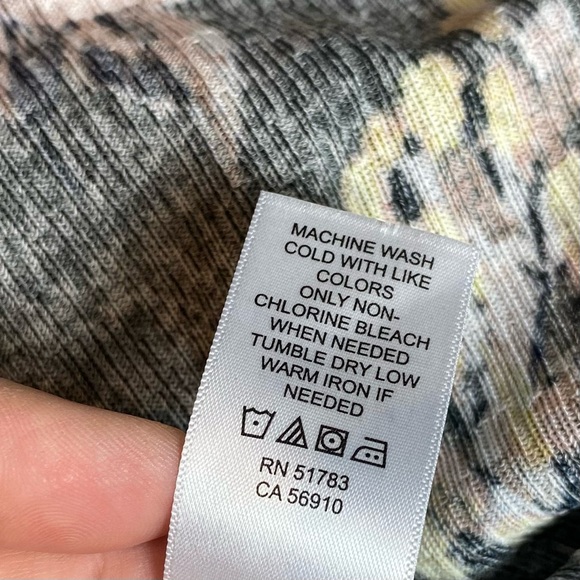 MACHINE WASH
COLD WITH LIKE
COLORS
ONLY NON-
CHLORINE BLEACH
WHEN NEEDED
TUMBLE DRY LOW
WARM IRON IF
NEEDED
RN 51783
CA 56910